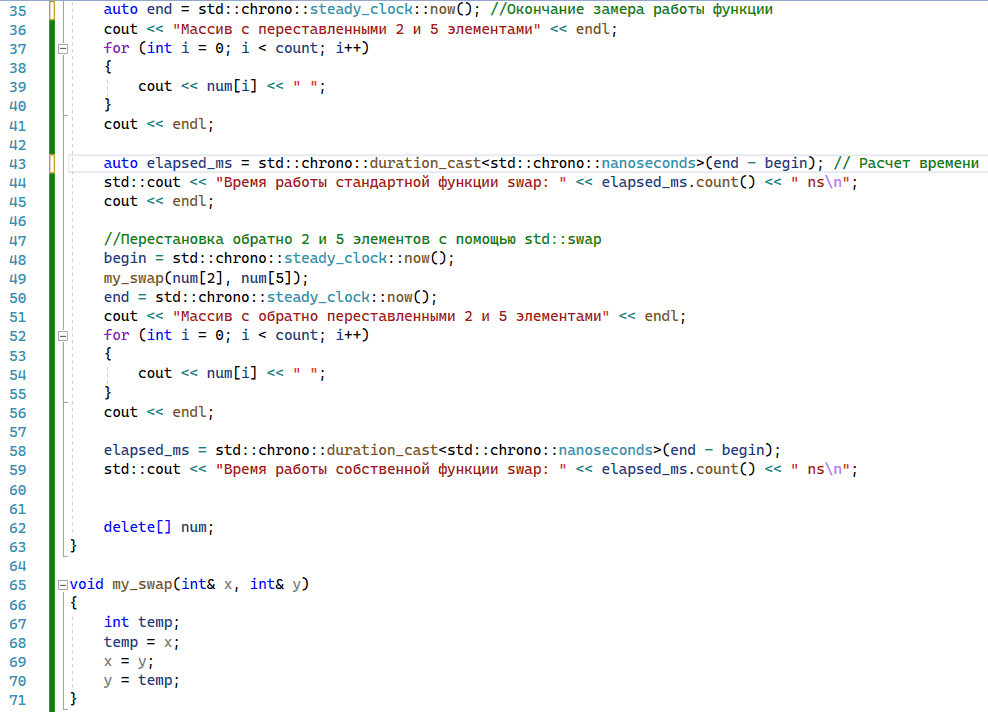 35 auto end = std::chrono::steady_clock::now(); //Окончание замера работы функции
36 cout << "Массив с переставленными 2 и 5 элементами" << endl;
37 for (int i = 0; i < count; i++)
38 {
39 cout << num[i] << " ";
40 }
41 cout << endl;
42
43 auto elapsed_ms = std::chrono::duration_cast<std::chrono::nanoseconds>(end - begin); // Расчет времени
44 std::cout << "Время работы стандартной функции swap: " << elapsed_ms.count() << " ns\n";
45 cout << endl;
46
47 //Перестановка обратно 2 и 5 элементов с помощью std::swap
48 begin = std::chrono::steady_clock::now();
49 my_swap(num[2], num[5]);
50 end = std::chrono::steady_clock::now();
51 cout << "Массив с обратно переставленными 2 и 5 элементами" << endl;
52 for (int i = 0; i < count; i++)
53 {
54 cout << num[i] << " ";
55 }
56 cout << endl;
57
58 elapsed_ms = std::chrono::duration_cast<std::chrono::nanoseconds>(end - begin);
59 std::cout << "Время работы собственной функции swap: " << elapsed_ms.count() << " ns\n";
60
61
62 delete[] num;
63 }
64
65 void my_swap(int& x, int& y)
66 {
67 int temp;
68 temp = x;
69 x = y;
70 y = temp;
71 }